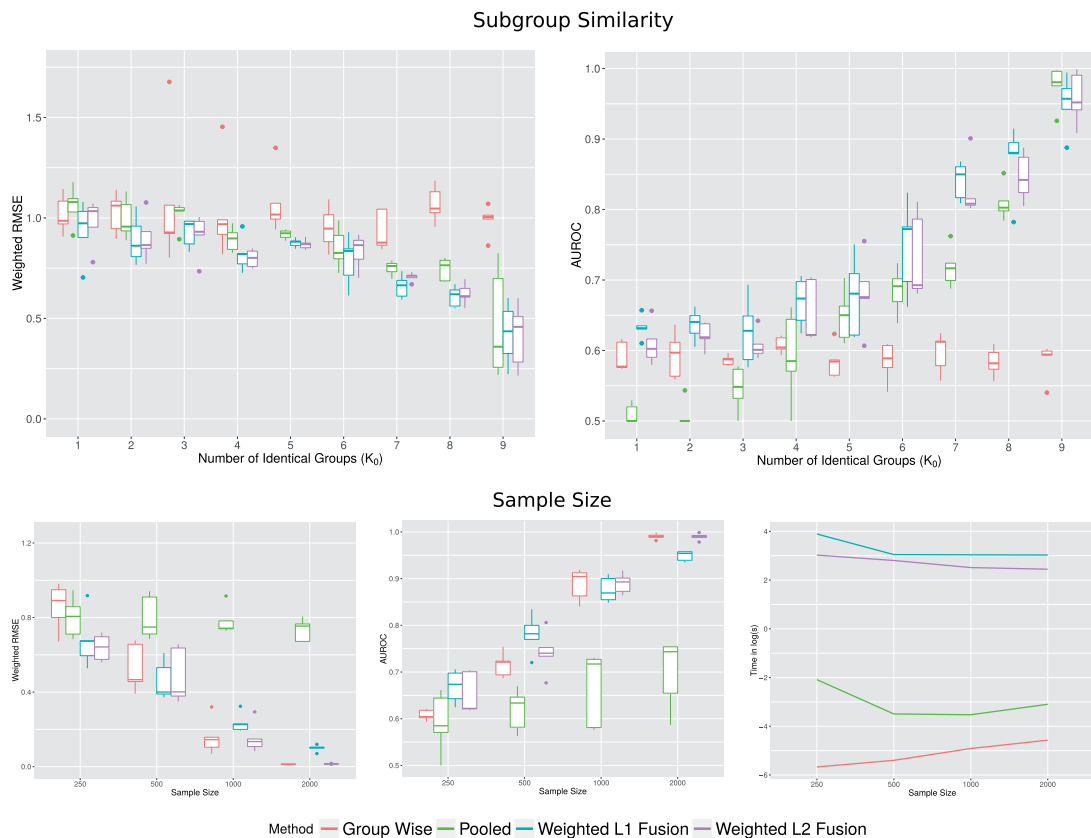 Subgroup Similarity
Weighted RMSE
1.5
1.0
0.5
0.0
1 2 3 4 5 6 7 8 9
Number of Identical Groups (K0)
AUROC
1.0
0.9
0.8
0.7
0.6
0.5
1 2 3 4 5 6 7 8 9
Number of Identical Groups (K0)
Sample Size
Weighted RMSE
1.2
0.8
0.4
0.0
250 500 1000 2000
Sample Size
AUROC
1.0
0.9
0.8
0.7
0.6
0.5
250 500 1000 2000
Sample Size
Time in log(s)
4
2
0
−2
−4
−6
250 500 1000 2000
Sample Size
Method Group Wise Pooled Weighted L1 Fusion Weighted L2 Fusion